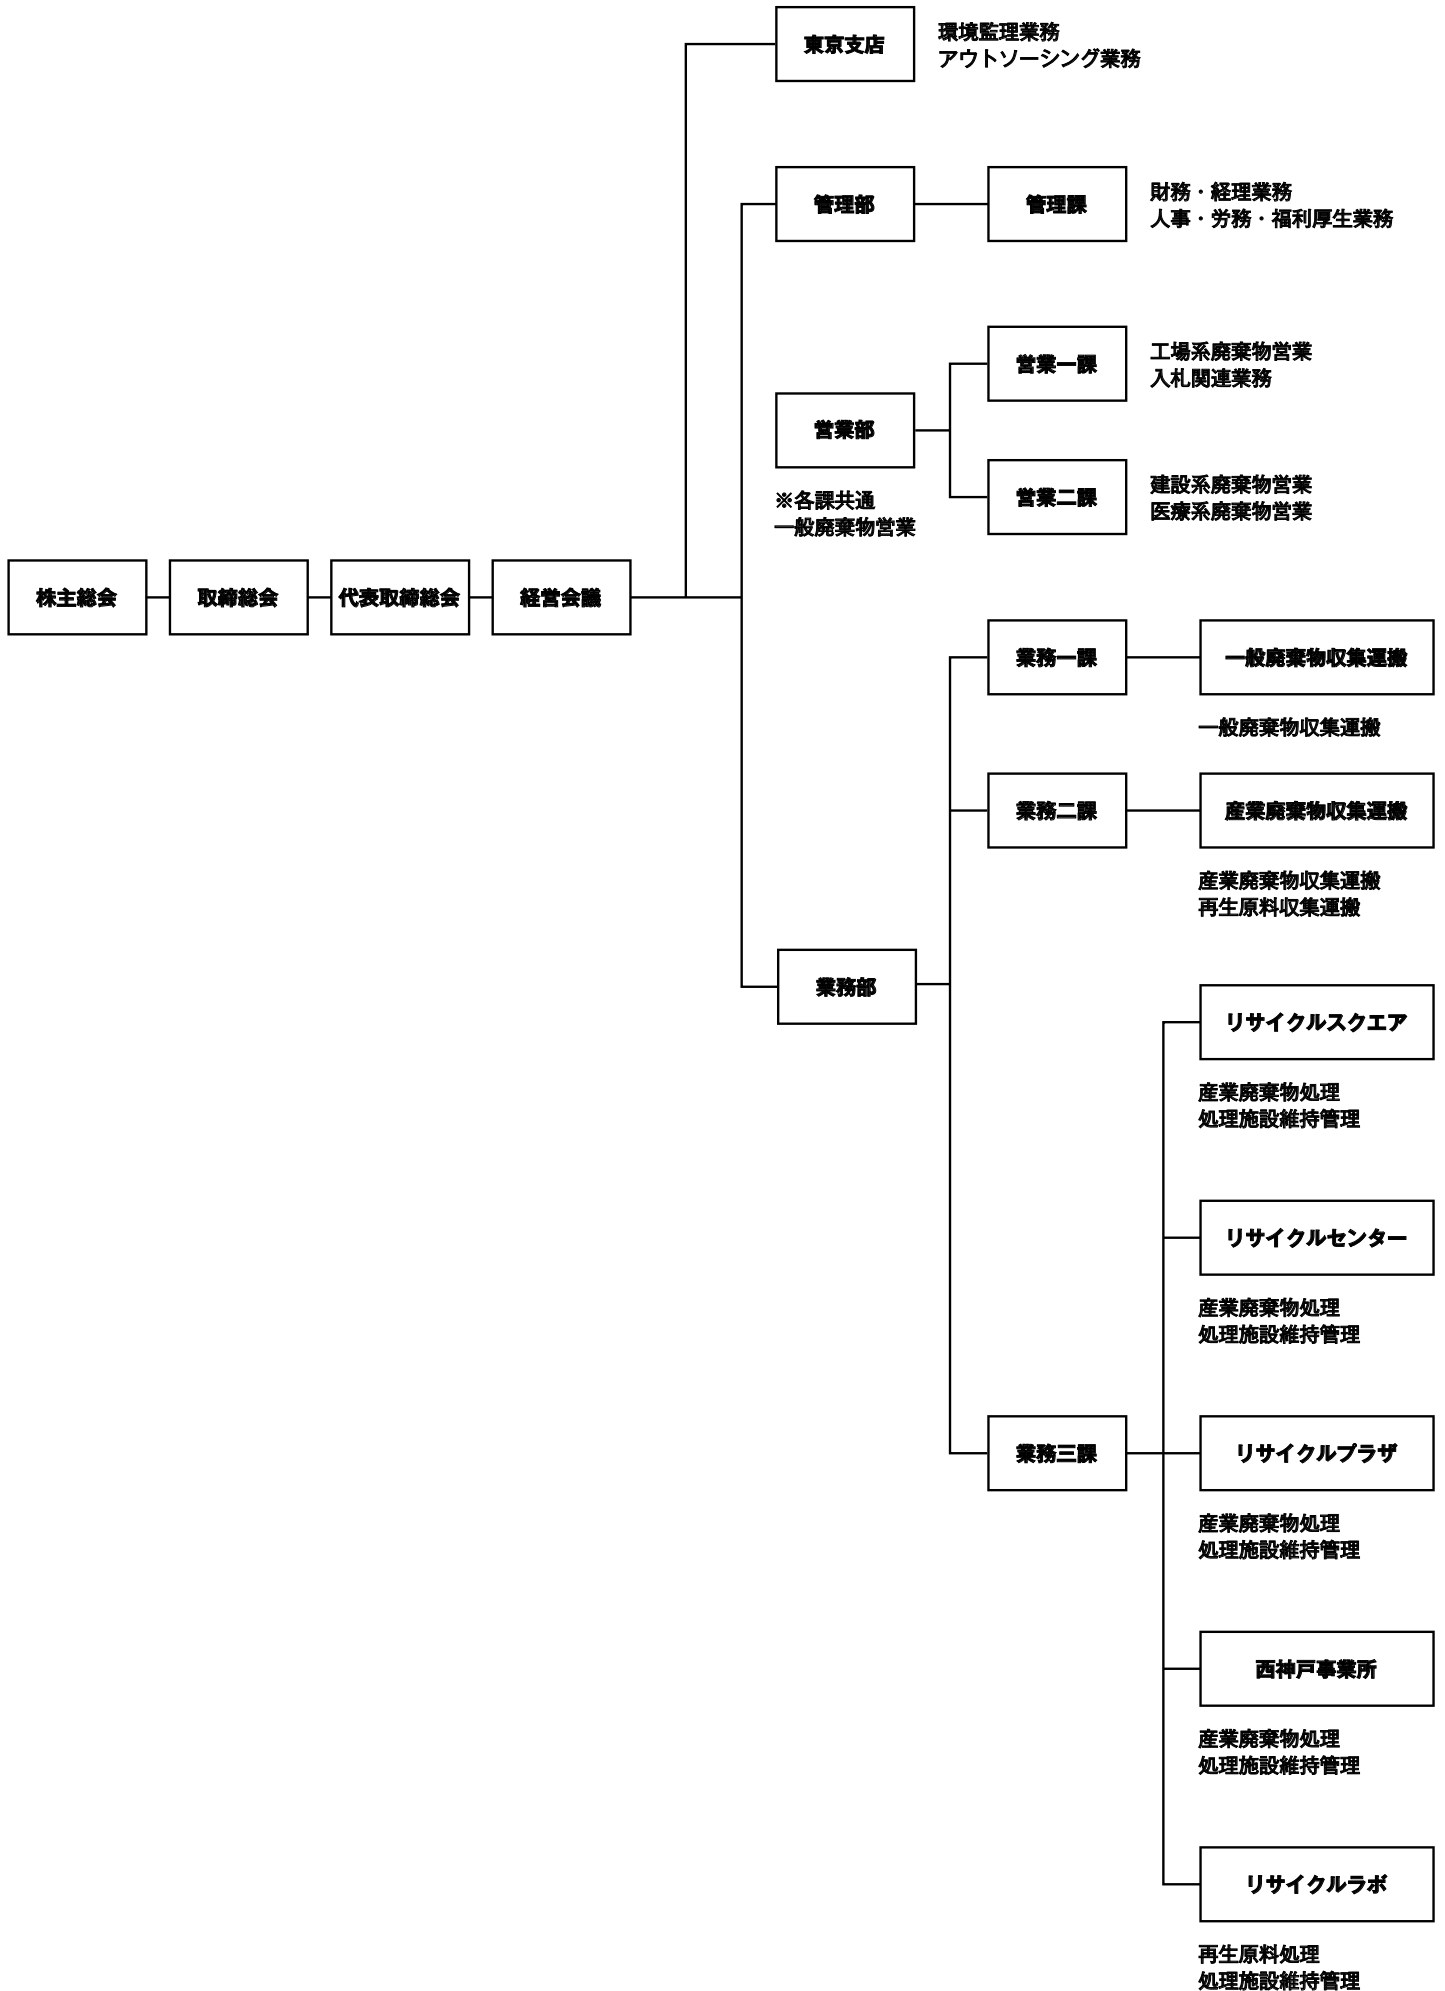 東京支店
環境監理業務
アウトソーシング業務
管理部
管理課
財務・経理業務
人事・労務・福利厚生業務
営業一課
工場系廃棄物営業
入札関連業務
営業部
※各課共通
一般廃棄物営業
営業二課
建設系廃棄物営業
医療系廃棄物営業
株主総会
取締総会
代表取締総会
経営会議
業務一課
一般廃棄物収集運搬
一般廃棄物収集運搬
業務二課
産業廃棄物収集運搬
産業廃棄物収集運搬
再生原料収集運搬
業務部
リサイクルスクエア
産業廃棄物処理
処理施設維持管理
リサイクルセンター
産業廃棄物処理
処理施設維持管理
業務三課
リサイクルプラザ
産業廃棄物処理
処理施設維持管理
西神戸事業所
産業廃棄物処理
処理施設維持管理
リサイクルラボ
再生原料処理
処理施設維持管理